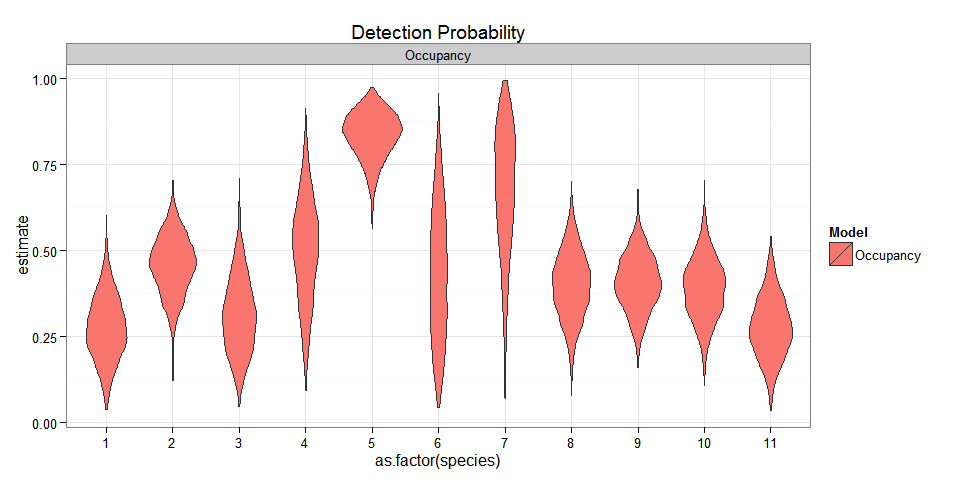 Detection Probability
Occupancy
1.00
0.75
0.50
0.25
0.00
estimate
1 2 3 4 5 6 7 8 9 10 11
as.factor(species)
Model
Occupancy